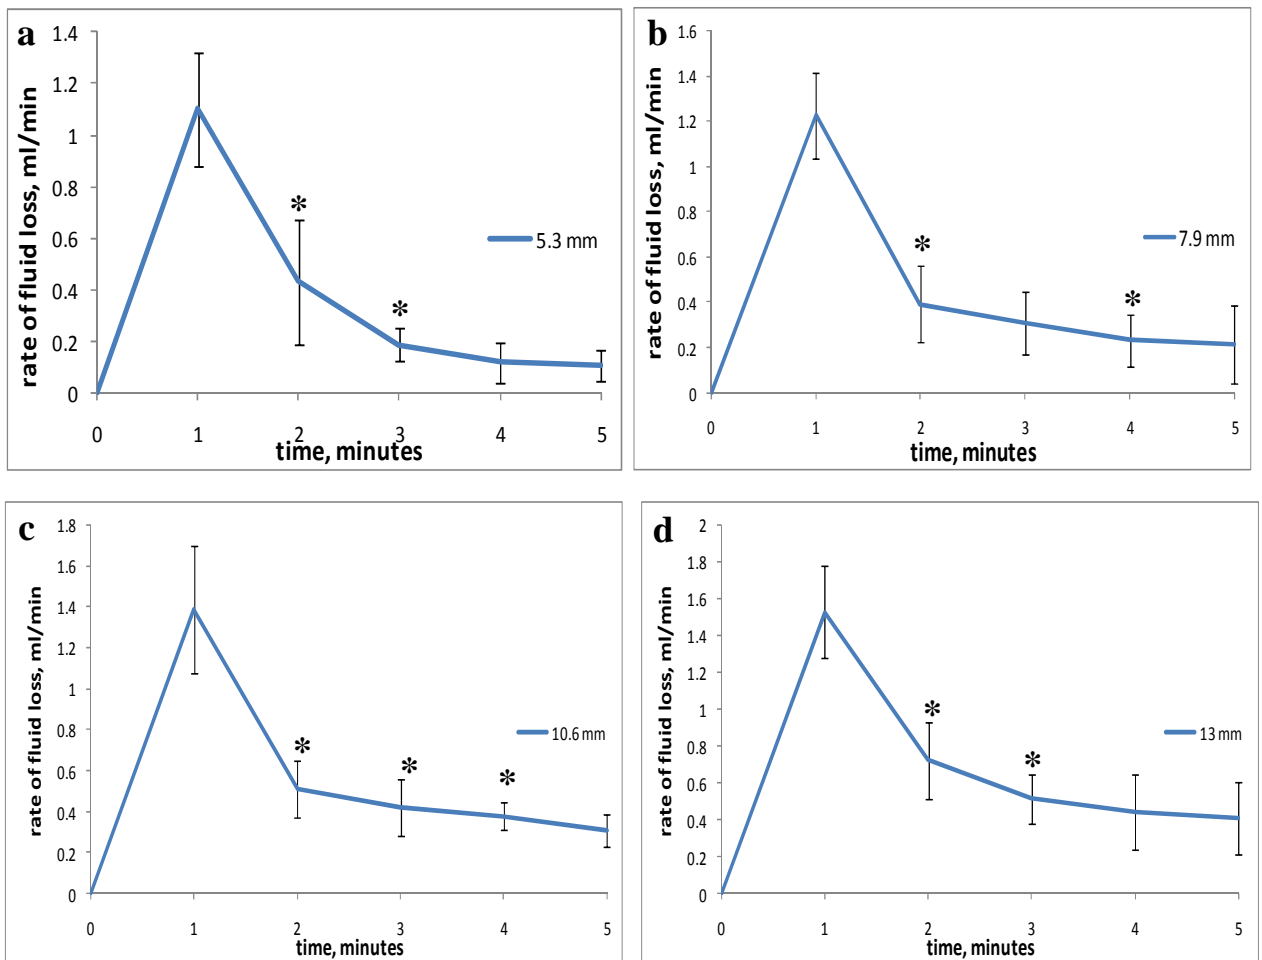 a
rate of fluid loss, ml/min
1.4
1.2
1
0.8
0.6
0.4
0.2
0
*
*
5.3 mm
0 1 2 3 4 5
time, minutes
b
rate of fluid loss, ml/min
1.6
1.4
1.2
1
0.8
0.6
0.4
0.2
0
*
*
7.9 mm
0 1 2 3 4 5
time, minutes
c
rate of fluid loss, ml/min
1.8
1.6
1.4
1.2
1
0.8
0.6
0.4
0.2
0
* * *
10.6 mm
0 1 2 3 4 5
time, minutes
d
rate of fluid loss, ml/min
2
1.8
1.6
1.4
1.2
1
0.8
0.6
0.4
0.2
0
*
*
13 mm
0 1 2 3 4 5
time, minutes